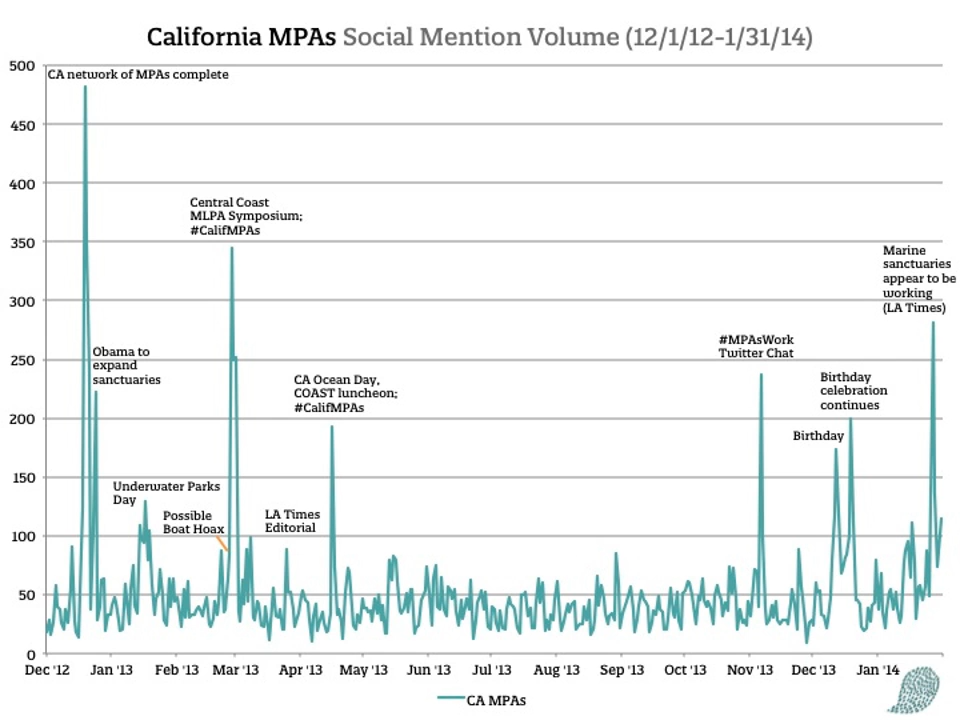 California MPAs Social Mention Volume (12/1/12-1/31/14)
500
450
400
350
300
250
200
150
100
50
0
CA network of MPAs complete
Obama to
expand
sanctuaries
Underwater Parks
Day
Possible
Boat Hoax
Central Coast
MLPA Symposium;
#CalifMPAs
LA Times
Editorial
CA Ocean Day,
COAST luncheon;
#CalifMPAs
#MPAsWork
Twitter Chat
Birthday
Birthday
celebration
continues
Marine
sanctuaries
appear to be
working
(LA Times)
Dec '12 Jan '13 Feb '13 Mar '13 Apr '13 May '13 Jun '13 Jul '13 Aug '13 Sep '13 Oct '13 Nov '13 Dec '13 Jan '14
CA MPAs